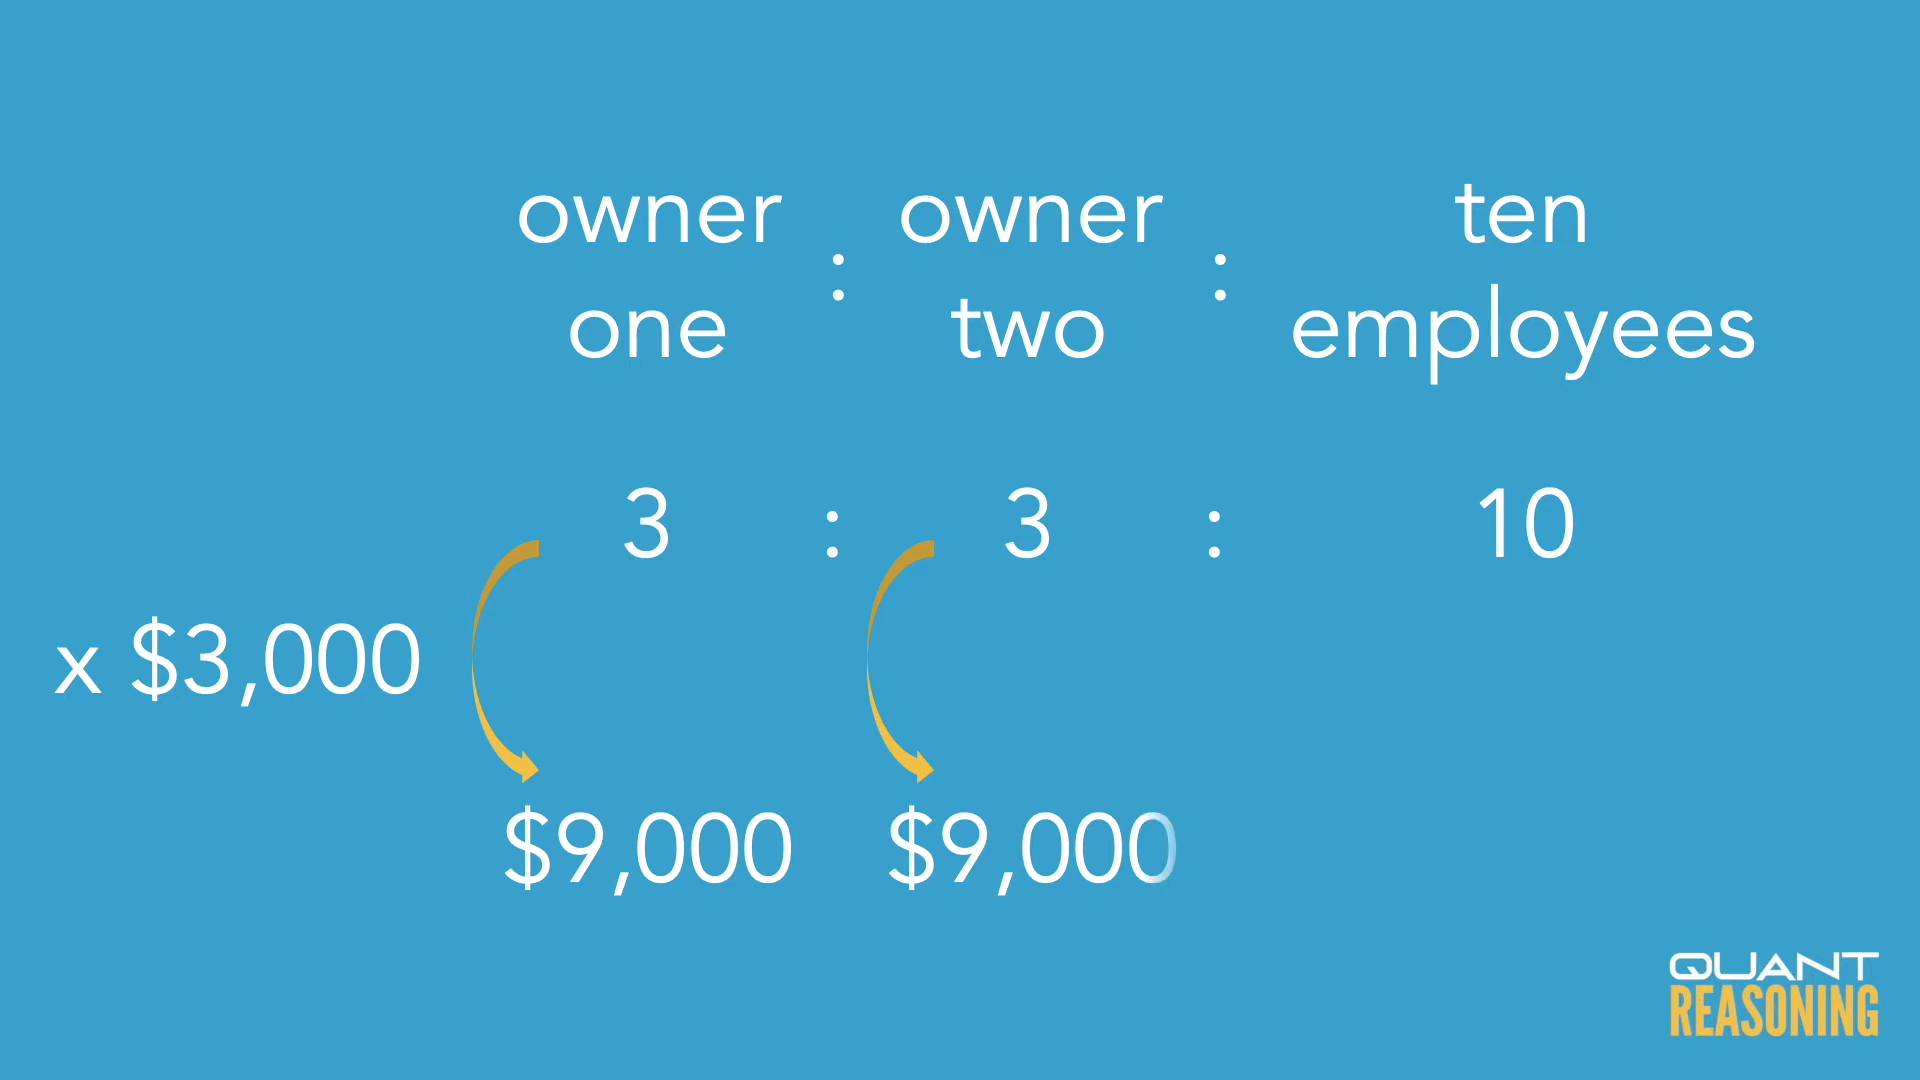 owner : owner : ten
one two employees
3 : 3 : 10
x $3,000
$9,000 $9,000
QUANT
REASONING